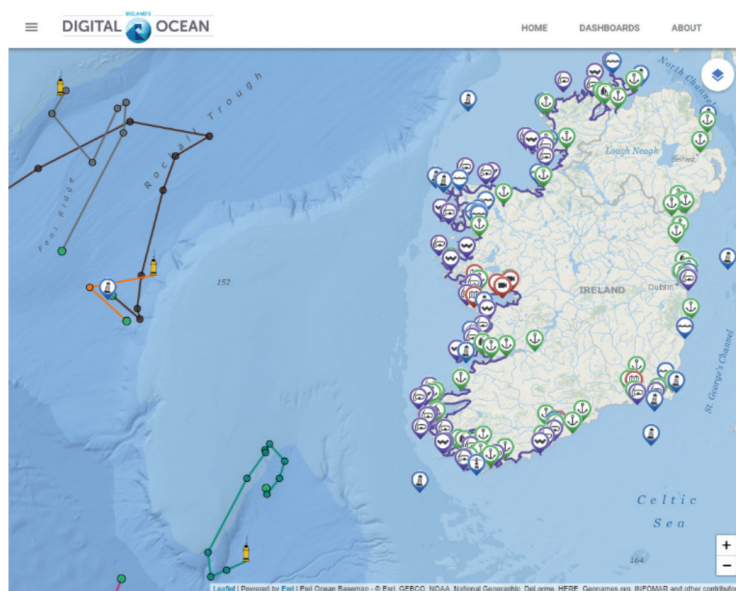 IRELAND'S
DIGITAL OCEAN
HOME
DASHBOARDS
ABOUT
North Channel
Rockall Trough
Lough Neagh
Belfast
Feni Ridge
152
IRELAND
Dublin
St. George's Channel
Celtic
Sea
+
164
−
Leaflet | Powered by Esri | Esri Ocean Basemap - © Esri, GEBCO, NOAA, National Geographic, DeLorme, HERE, Geonames.org, INFOMAR and other contributors